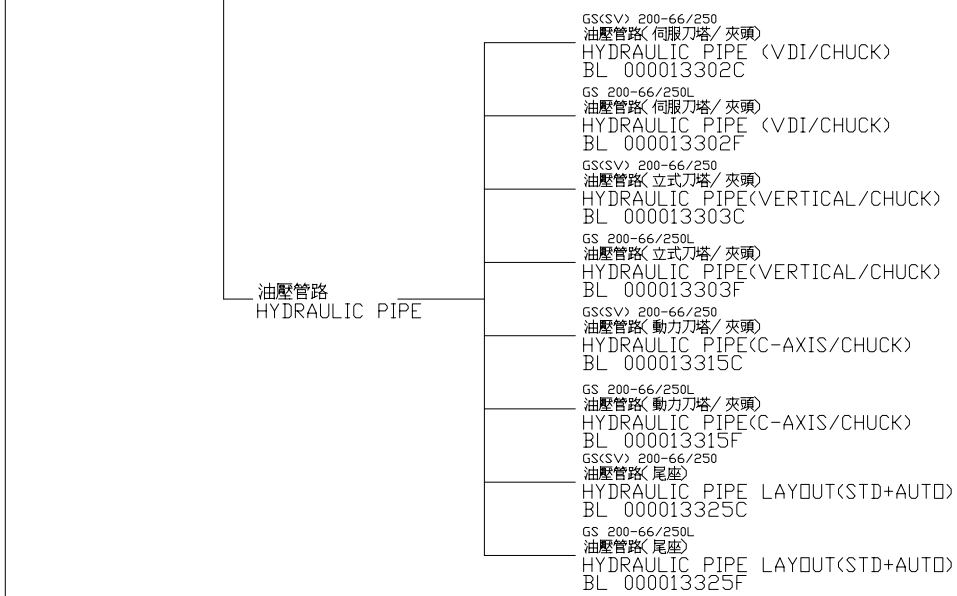 油壓管路
HYDRAULIC PIPE
GS(SV) 200-66/250
油壓管路(伺服刀塔/夾頭)
HYDRAULIC PIPE (VDI/CHUCK)
BL 000013302C
GS 200-66/250L
油壓管路(伺服刀塔/夾頭)
HYDRAULIC PIPE (VDI/CHUCK)
BL 000013302F
GS(SV) 200-66/250
油壓管路(立式刀塔/夾頭)
HYDRAULIC PIPE(VERTICAL/CHUCK)
BL 000013303C
GS 200-66/250L
油壓管路(立式刀塔/夾頭)
HYDRAULIC PIPE(VERTICAL/CHUCK)
BL 000013303F
GS(SV) 200-66/250
油壓管路(動力刀塔/夾頭)
HYDRAULIC PIPE(C-AXIS/CHUCK)
BL 000013315C
GS 200-66/250L
油壓管路(動力刀塔/夾頭)
HYDRAULIC PIPE(C-AXIS/CHUCK)
BL 000013315F
GS(SV) 200-66/250
油壓管路(尾座)
HYDRAULIC PIPE LAYOUT(STD+AUTO)
BL 000013325C
GS 200-66/250L
油壓管路(尾座)
HYDRAULIC PIPE LAYOUT(STD+AUTO)
BL 000013325F